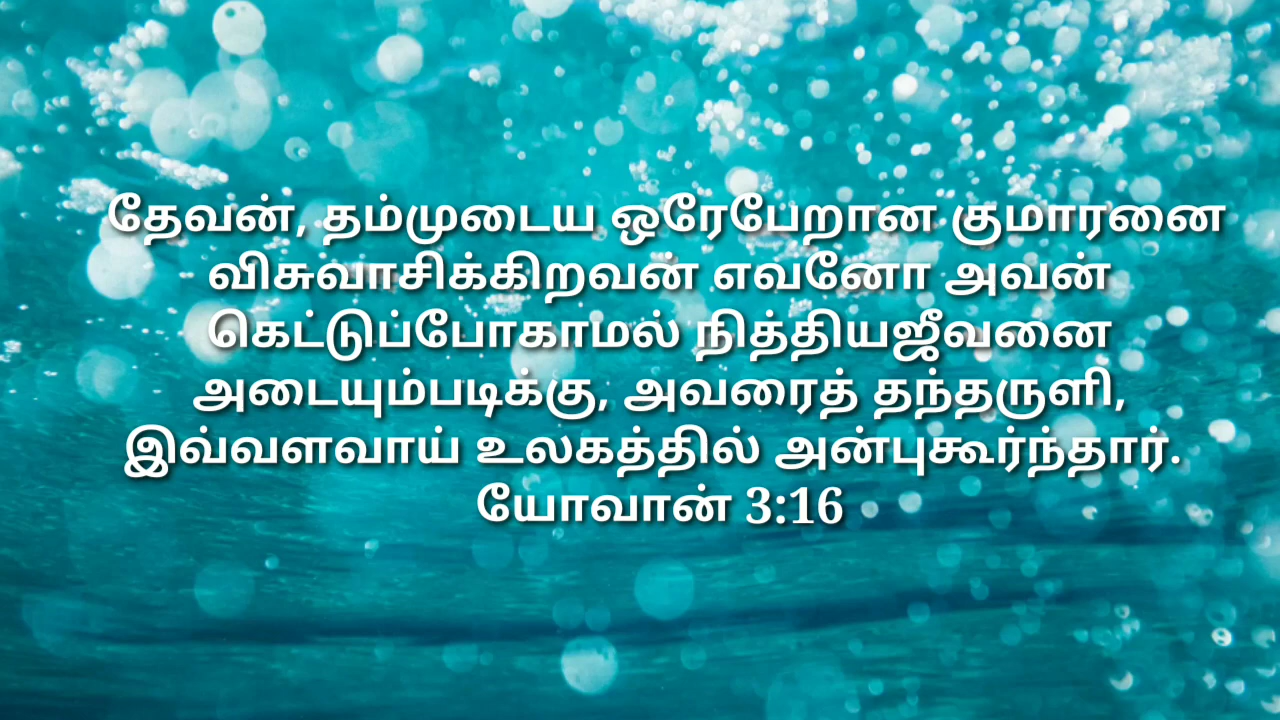 தேவன், தம்முடைய ஒரேபேறான குமாரனை
விசுவாசிக்கிறவன் எவனோ அவன்
கெட்டுப்போகாமல் நித்தியஜீவனை
அடையும்படிக்கு, அவரைத் தந்தருளி,
இவ்வளவாய் உலகத்தில் அன்புகூர்ந்தார்.
யோவான் 3:16